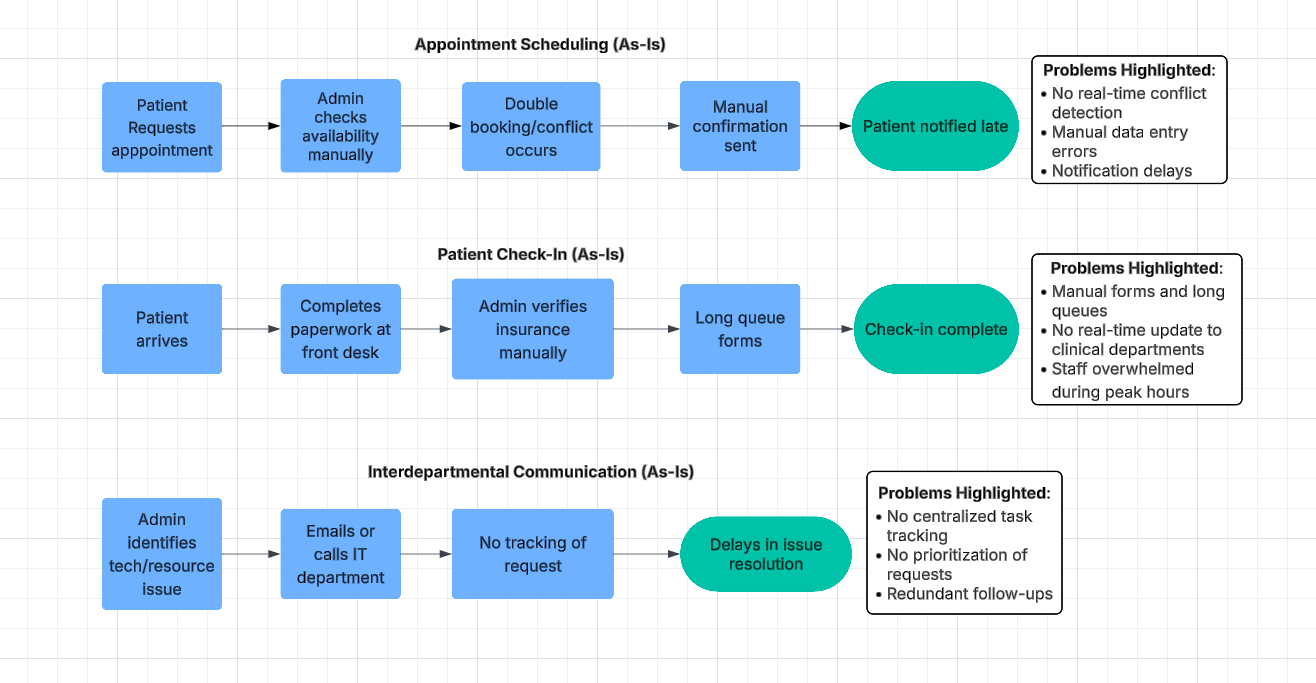 Appointment Scheduling (As-Is)
Patient
Requests
apppointment
Admin
checks
availability
manually
Double
booking/conflict
occurs
Manual
confirmation
sent
Patient notified late
Problems Highlighted:
• No real-time conflict
detection
• Manual data entry
errors
• Notification delays
Patient Check-In (As-Is)
Patient
arrives
Completes
paperwork at
front desk
Admin verifies
insurance
manually
Long queue
forms
Check-in complete
Problems Highlighted:
• Manual forms and long
queues
• No real-time update to
clinical departments
• Staff overwhelmed
during peak hours
Interdepartmental Communication (As-Is)
Admin
identifies
tech/resource
issue
Emails or
calls IT
department
No tracking of
request
Delays in issue
resolution
Problems Highlighted:
• No centralized task
tracking
• No prioritization of
requests
• Redundant follow-ups